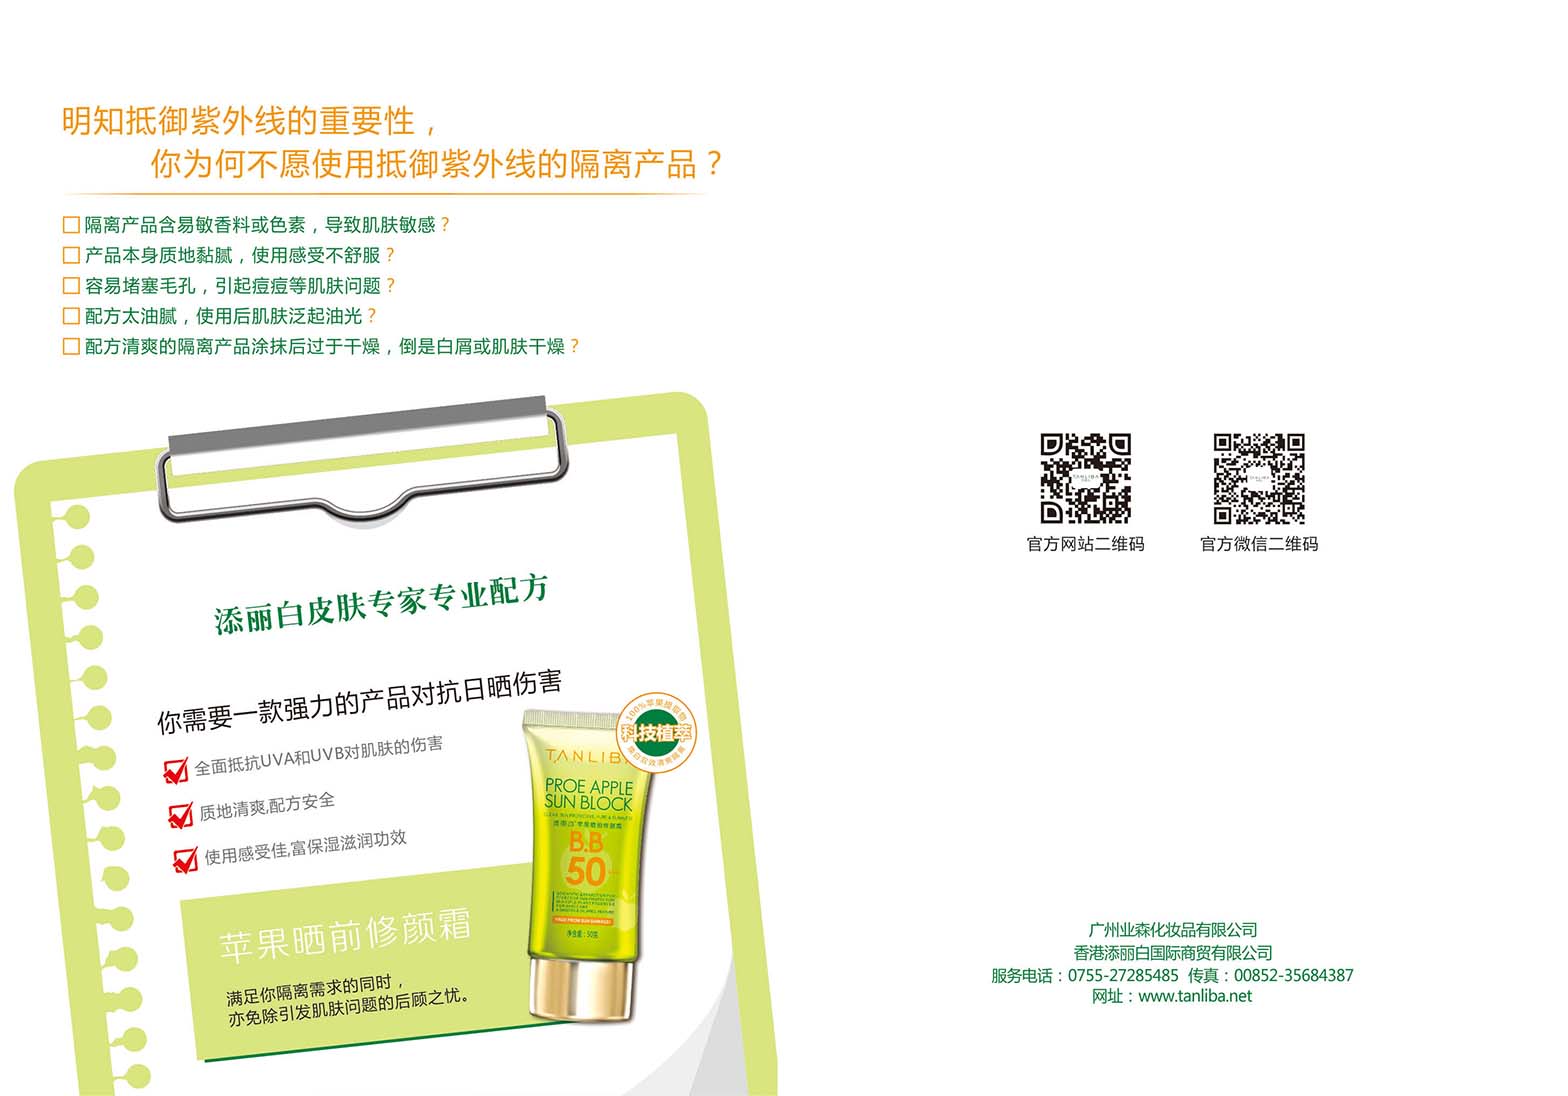 明知抵御紫外线的重要性，
你为何不愿使用抵御紫外线的隔离产品？
隔离产品含易敏香料或色素，导致肌肤敏感？
产品本身质地黏腻，使用感受不舒服？
容易堵塞毛孔，引起痘痘等肌肤问题？
配方太油腻，使用后肌肤泛起油光？
配方清爽的隔离产品涂抹后过于干燥，倒是白屑或肌肤干燥？
添丽白皮肤专家专业配方
你需要一款强力的产品对抗日晒伤害
全面抵抗UVA和UVB对肌肤的伤害
质地清爽,配方安全
使用感受佳,富保湿滋润功效
科技植萃
TANLIBA
PROE APPLE
SUN BLOCK
B.B
50
净含量：50克
苹果晒前修颜霜
满足你隔离需求的同时，
亦免除引发肌肤问题的后顾之忧。
TANLIBA
TANLIBA
官方网站二维码
官方微信二维码
广州业森化妆品有限公司
香港添丽白国际商贸有限公司
服务电话：0755-27285485 传真：00852-35684387
网址：www.tanliba.net